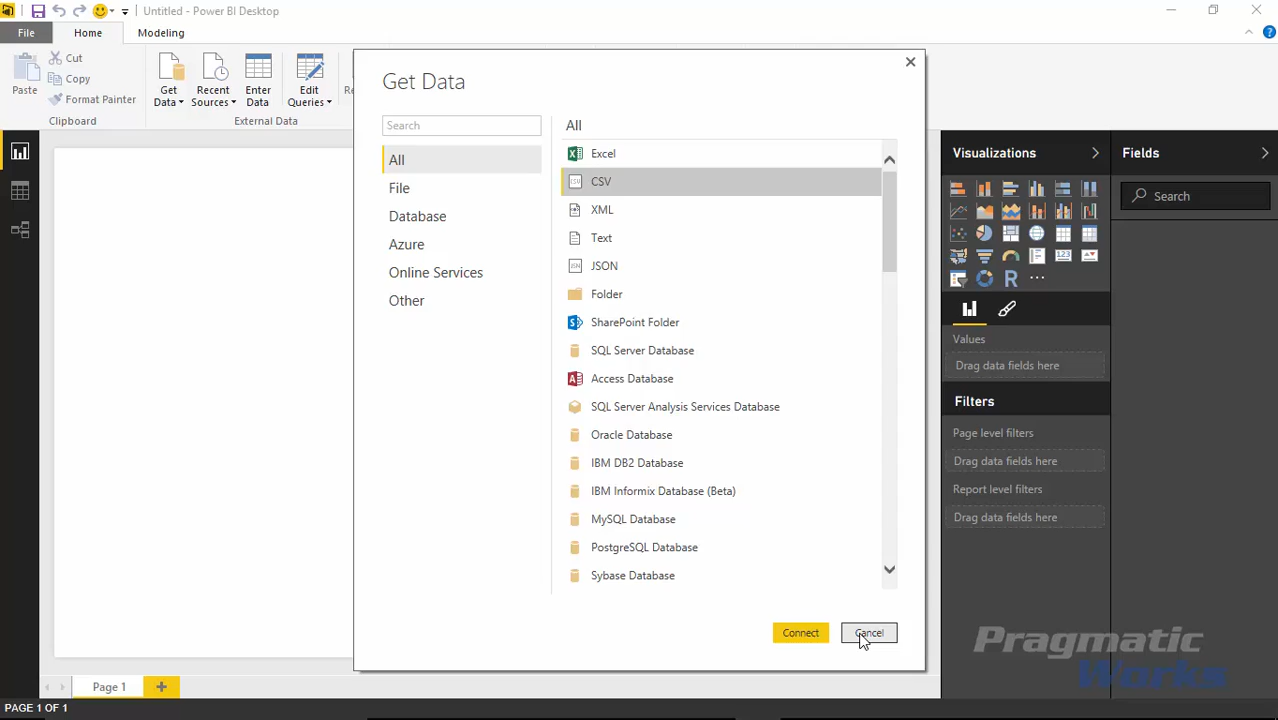 Untitled - Power BI Desktop
File
Home
Modeling
Paste
Cut
Copy
Format Painter
Clipboard
Get Data
Recent Sources
Enter Data
Edit Queries
Re
External Data
Get Data
Search
All
File
Database
Azure
Online Services
Other
All
Excel
CSV
XML
Text
JSON
Folder
SharePoint Folder
SQL Server Database
Access Database
SQL Server Analysis Services Database
Oracle Database
IBM DB2 Database
IBM Informix Database (Beta)
MySQL Database
PostgreSQL Database
Sybase Database
Connect
Cancel
Visualizations
Values
Drag data fields here
Filters
Page level filters
Drag data fields here
Report level filters
Drag data fields here
Fields
Search
Pragmatic
Works
Page 1
PAGE 1 OF 1